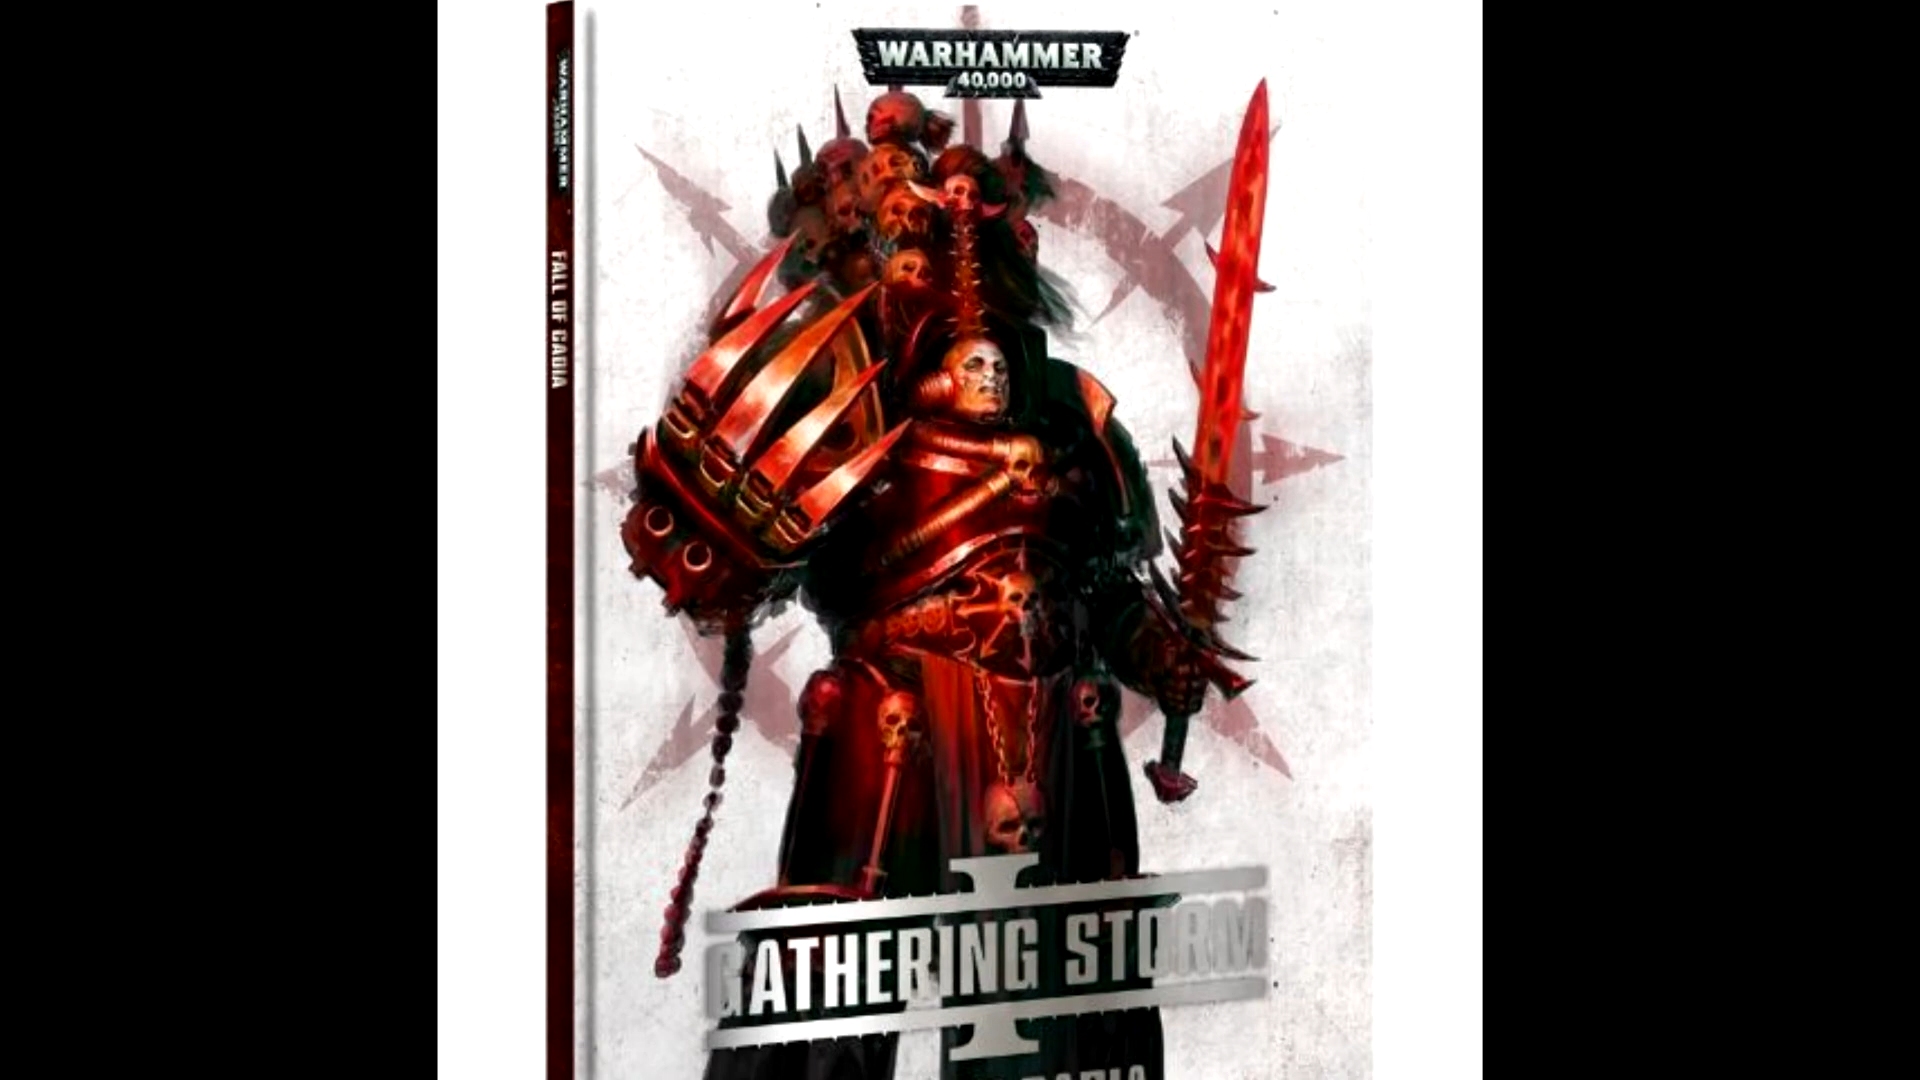 WARHAMMER
40,000
WARHAMMER
FALL OF CADIA
I
GATHERING STORM